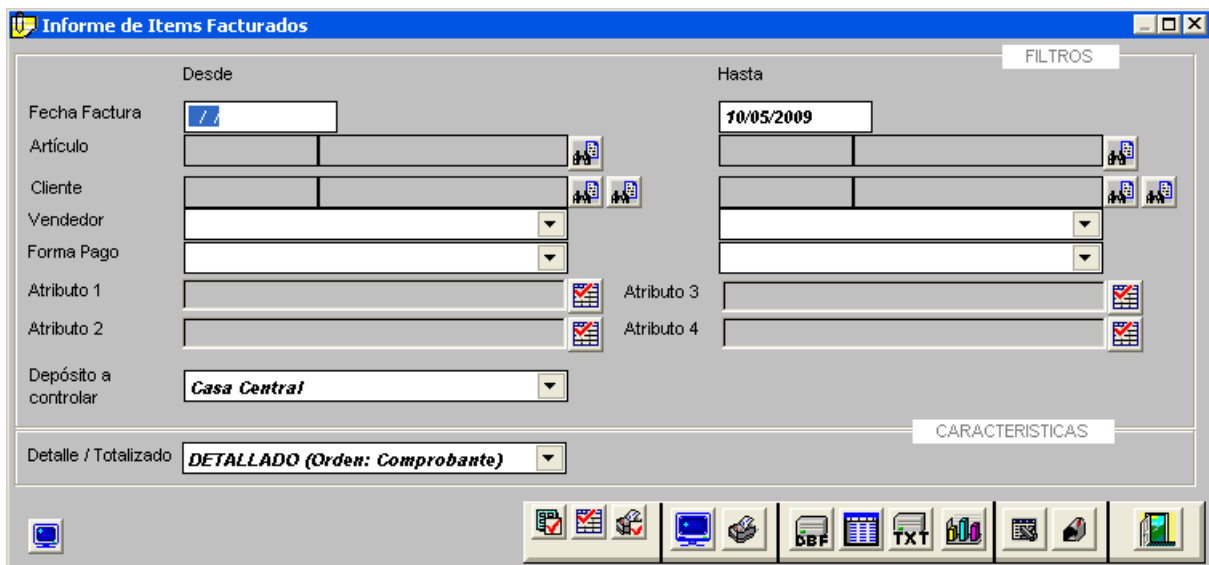 Informe de Items Facturados
FILTROS
Desde Hasta
Fecha Factura / / 10/05/2009
Artículo
Cliente
Vendedor
Forma Pago
Atributo 1 Atributo 3
Atributo 2 Atributo 4
Depósito a
controlar Casa Central
CARACTERISTICAS
Detalle / Totalizado DETALLADO (Orden: Comprobante)
DBF TXT